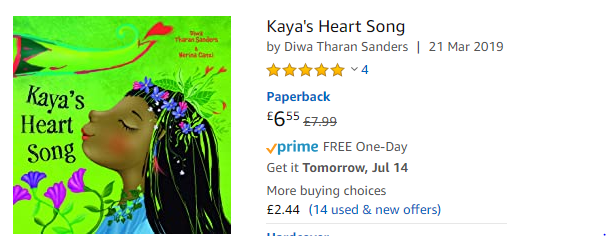 Diwa
Tharan Sanders
&
Nerina Canzi
Kaya's
Heart
Song
Kaya's Heart Song
by Diwa Tharan Sanders | 21 Mar 2019
4
Paperback
£6.55 £7.99
prime FREE One-Day
Get it Tomorrow, Jul 14
More buying choices
£2.44 (14 used & new offers)
Hardcover